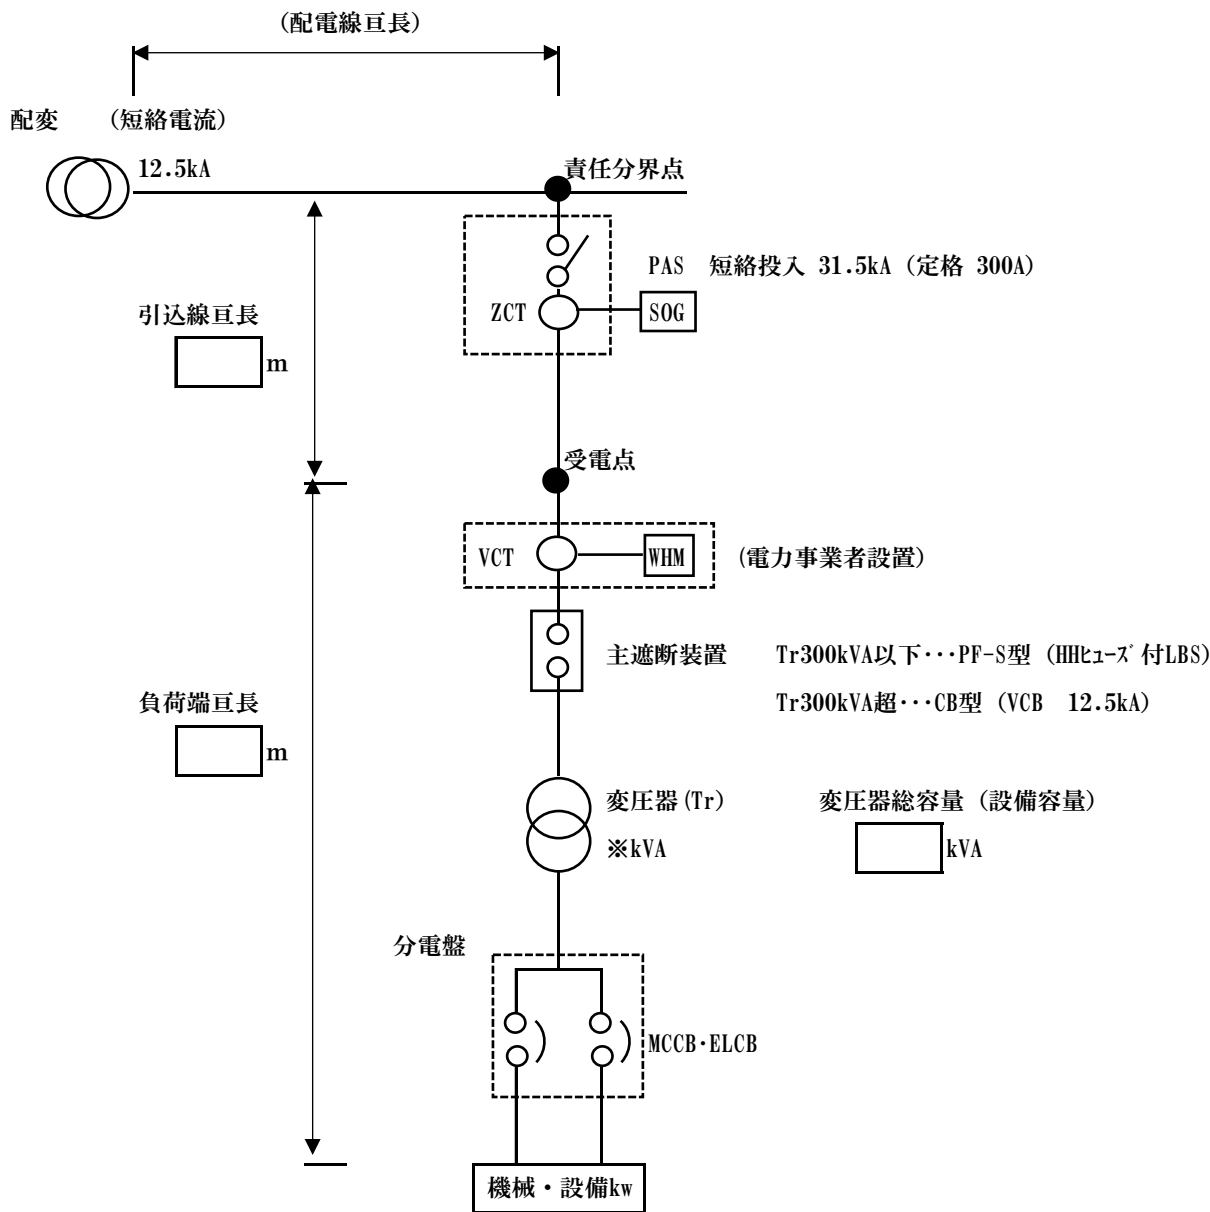 (配電線亘長)
配変 (短絡電流)
12.5kA
責任分界点
PAS 短絡投入 31.5kA (定格 300A)
ZCT
SOG
引込線亘長
m
受電点
VCT
WHM
(電力事業者設置)
主遮断装置
Tr300kVA以下･･･PF-S型 (HHﾋｭｰｽﾞ付LBS)
Tr300kVA超･･･CB型 (VCB 12.5kA)
負荷端亘長
m
変圧器(Tr)
※kVA
変圧器総容量 (設備容量)
kVA
分電盤
MCCB･ELCB
機械・設備kw